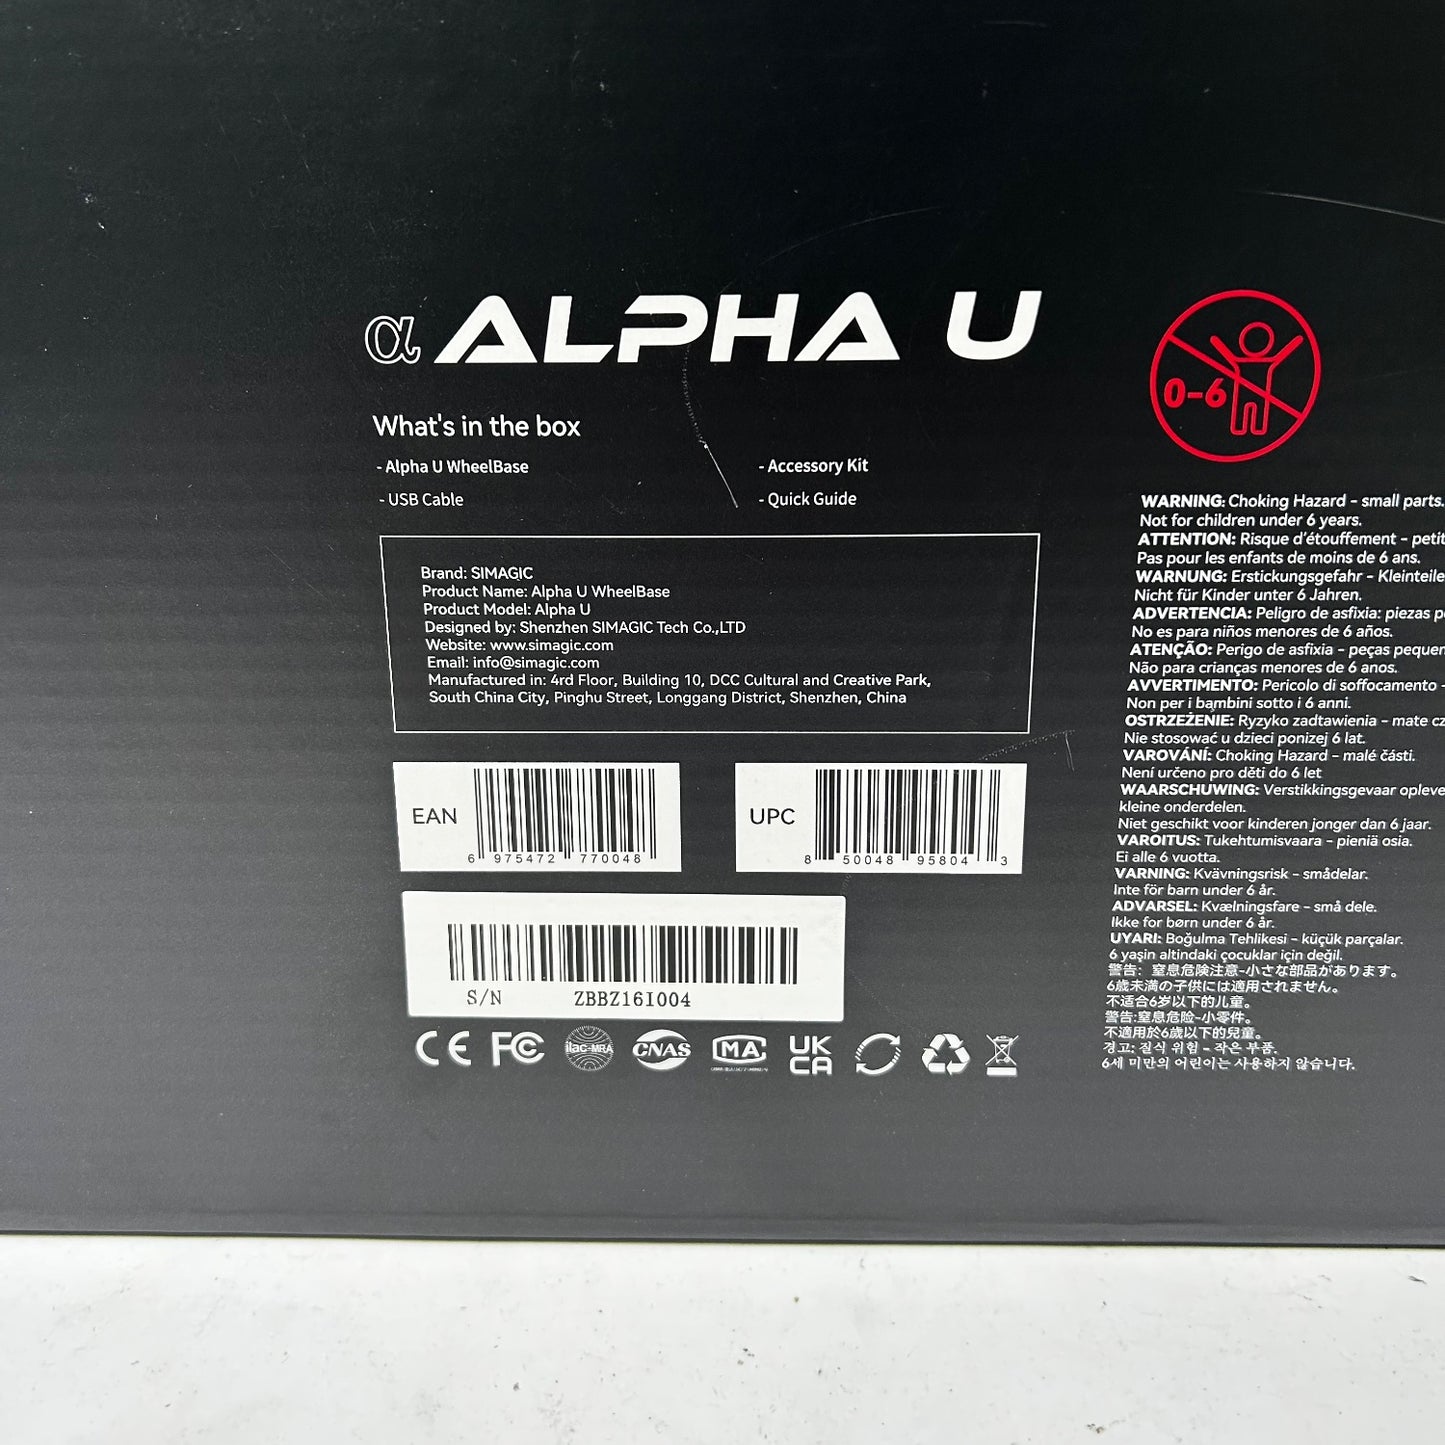 α ALPHA U
What's in the box
- Alpha U WheelBase
- Accessory Kit
- USB Cable
- Quick Guide
Brand: SIMAGIC
Product Name: Alpha U WheelBase
Product Model: Alpha U
Designed by: Shenzhen SIMAGIC Tech Co.,LTD
Website: www.simagic.com
Email: info@simagic.com
Manufactured in: 4rd Floor, Building 10, DCC Cultural and Creative Park,
South China City, Pinghu Street, Longgang District, Shenzhen, China
EAN
6 975472 770048
UPC
8 50048 95804 3
S/N ZBBZ16I004
CE FC ilac-MRA CNAS MA UK CA
0-6
WARNING: Choking Hazard - small parts.
Not for children under 6 years.
ATTENTION: Risque d'étouffement - petit
Pas pour les enfants de moins de 6 ans.
WARNUNG: Erstickungsgefahr - Kleinteile
Nicht für Kinder unter 6 Jahren.
ADVERTENCIA: Peligro de asfixia: piezas
No es para niños menores de 6 años.
ATENÇÃO: Perigo de asfixia - peças pequen
Não para crianças menores de 6 anos.
AVVERTIMENTO: Pericolo di soffocamento -
Non per i bambini sotto i 6 anni.
OSTRZEŻENIE: Ryzyko zadtawienia - mate cz
Nie stosować u dzieci ponizej 6 lat.
VAROVÁNÍ: Choking Hazard - malé části.
Není určeno pro děti do 6 let
WAARSCHUWING: Verstikkingsgevaar opleve
kleine onderdelen.
Niet geschikt voor kinderen jonger dan 6 jaar.
VAROITUS: Tukehtumisvaara - pieniä osia.
Ei alle 6 vuotta.
VARNING: Kvävningsrisk - smådelar.
Inte för barn under 6 år.
ADVARSEL: Kvælningsfare - små dele.
Ikke for børn under 6 år.
UYARI: Boğulma Tehlikesi - küçük parçalar.
6 yaşin altindaki çocuklar için değil.
警告: 窒息危険注意-小さな部品があります。
6歳未満の子供には適用されません。
不适合6岁以下的儿童。
警告:窒息危险-小零件。
不適用於6歲以下的兒童。
경고: 질식 위험 - 작은 부품.
6세 미만의 어린이는 사용하지 않습니다.